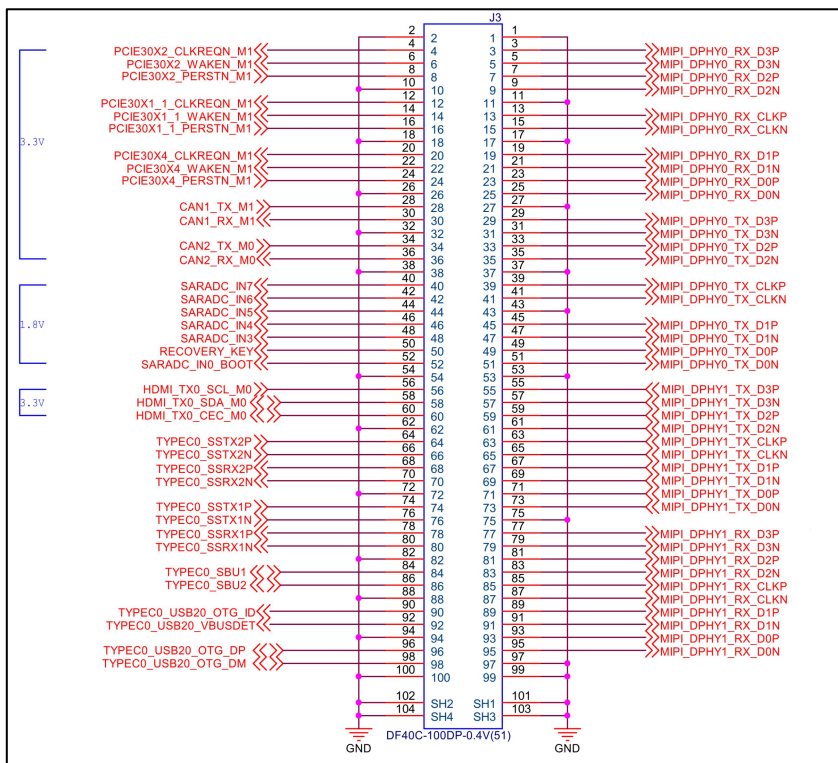 J3
2 2 1 1
PCIE30X2_CLKREQN_M1 4 4 3 3 MIPI_DPHY0_RX_D3P
PCIE30X2_WAKEN_M1 6 6 5 5 MIPI_DPHY0_RX_D3N
PCIE30X2_PERSTN_M1 8 8 7 7 MIPI_DPHY0_RX_D2P
10 10 9 9 MIPI_DPHY0_RX_D2N
PCIE30X1_1_CLKREQN_M1 12 12 11 11
PCIE30X1_1_WAKEN_M1 14 14 13 13 MIPI_DPHY0_RX_CLKP
PCIE30X1_1_PERSTN_M1 16 16 15 15 MIPI_DPHY0_RX_CLKN
3.3V 18 18 17 17
PCIE30X4_CLKREQN_M1 20 20 19 19 MIPI_DPHY0_RX_D1P
PCIE30X4_WAKEN_M1 22 22 21 21 MIPI_DPHY0_RX_D1N
PCIE30X4_PERSTN_M1 24 24 23 23 MIPI_DPHY0_RX_D0P
26 26 25 25 MIPI_DPHY0_RX_D0N
CAN1_TX_M1 28 28 27 27
CAN1_RX_M1 30 30 29 29 MIPI_DPHY0_TX_D3P
32 32 31 31 MIPI_DPHY0_TX_D3N
CAN2_TX_M0 34 34 33 33 MIPI_DPHY0_TX_D2P
CAN2_RX_M0 36 36 35 35 MIPI_DPHY0_TX_D2N
38 38 37 37
SARADC_IN7 40 40 39 39 MIPI_DPHY0_TX_CLKP
SARADC_IN6 42 42 41 41 MIPI_DPHY0_TX_CLKN
SARADC_IN5 44 44 43 43
1.8V SARADC_IN4 46 46 45 45 MIPI_DPHY0_TX_D1P
SARADC_IN3 48 48 47 47 MIPI_DPHY0_TX_D1N
RECOVERY_KEY 50 50 49 49 MIPI_DPHY0_TX_D0P
SARADC_IN0_BOOT 52 52 51 51 MIPI_DPHY0_TX_D0N
54 54 53 53
HDMI_TX0_SCL_M0 56 56 55 55 MIPI_DPHY1_TX_D3P
3.3V HDMI_TX0_SDA_M0 58 58 57 57 MIPI_DPHY1_TX_D3N
HDMI_TX0_CEC_M0 60 60 59 59 MIPI_DPHY1_TX_D2P
62 62 61 61 MIPI_DPHY1_TX_D2N
TYPEC0_SSTX2P 64 64 63 63 MIPI_DPHY1_TX_CLKP
TYPEC0_SSTX2N 66 66 65 65 MIPI_DPHY1_TX_CLKN
TYPEC0_SSRX2P 68 68 67 67 MIPI_DPHY1_TX_D1P
TYPEC0_SSRX2N 70 70 69 69 MIPI_DPHY1_TX_D1N
72 72 71 71 MIPI_DPHY1_TX_D0P
TYPEC0_SSTX1P 74 74 73 73 MIPI_DPHY1_TX_D0N
TYPEC0_SSTX1N 76 76 75 75
TYPEC0_SSRX1P 78 78 77 77 MIPI_DPHY1_RX_D3P
TYPEC0_SSRX1N 80 80 79 79 MIPI_DPHY1_RX_D3N
82 82 81 81 MIPI_DPHY1_RX_D2P
TYPEC0_SBU1 84 84 83 83 MIPI_DPHY1_RX_D2N
TYPEC0_SBU2 86 86 85 85 MIPI_DPHY1_RX_CLKP
88 88 87 87 MIPI_DPHY1_RX_CLKN
TYPEC0_USB20_OTG_ID 90 90 89 89 MIPI_DPHY1_RX_D1P
TYPEC0_USB20_VBUSDET 92 92 91 91 MIPI_DPHY1_RX_D1N
94 94 93 93 MIPI_DPHY1_RX_D0P
TYPEC0_USB20_OTG_DP 96 96 95 95 MIPI_DPHY1_RX_D0N
TYPEC0_USB20_OTG_DM 98 98 97 97
100 100 99 99
102 SH2 SH1 101
104 SH4 SH3 103
DF40C-100DP-0.4V(51)
GND GND